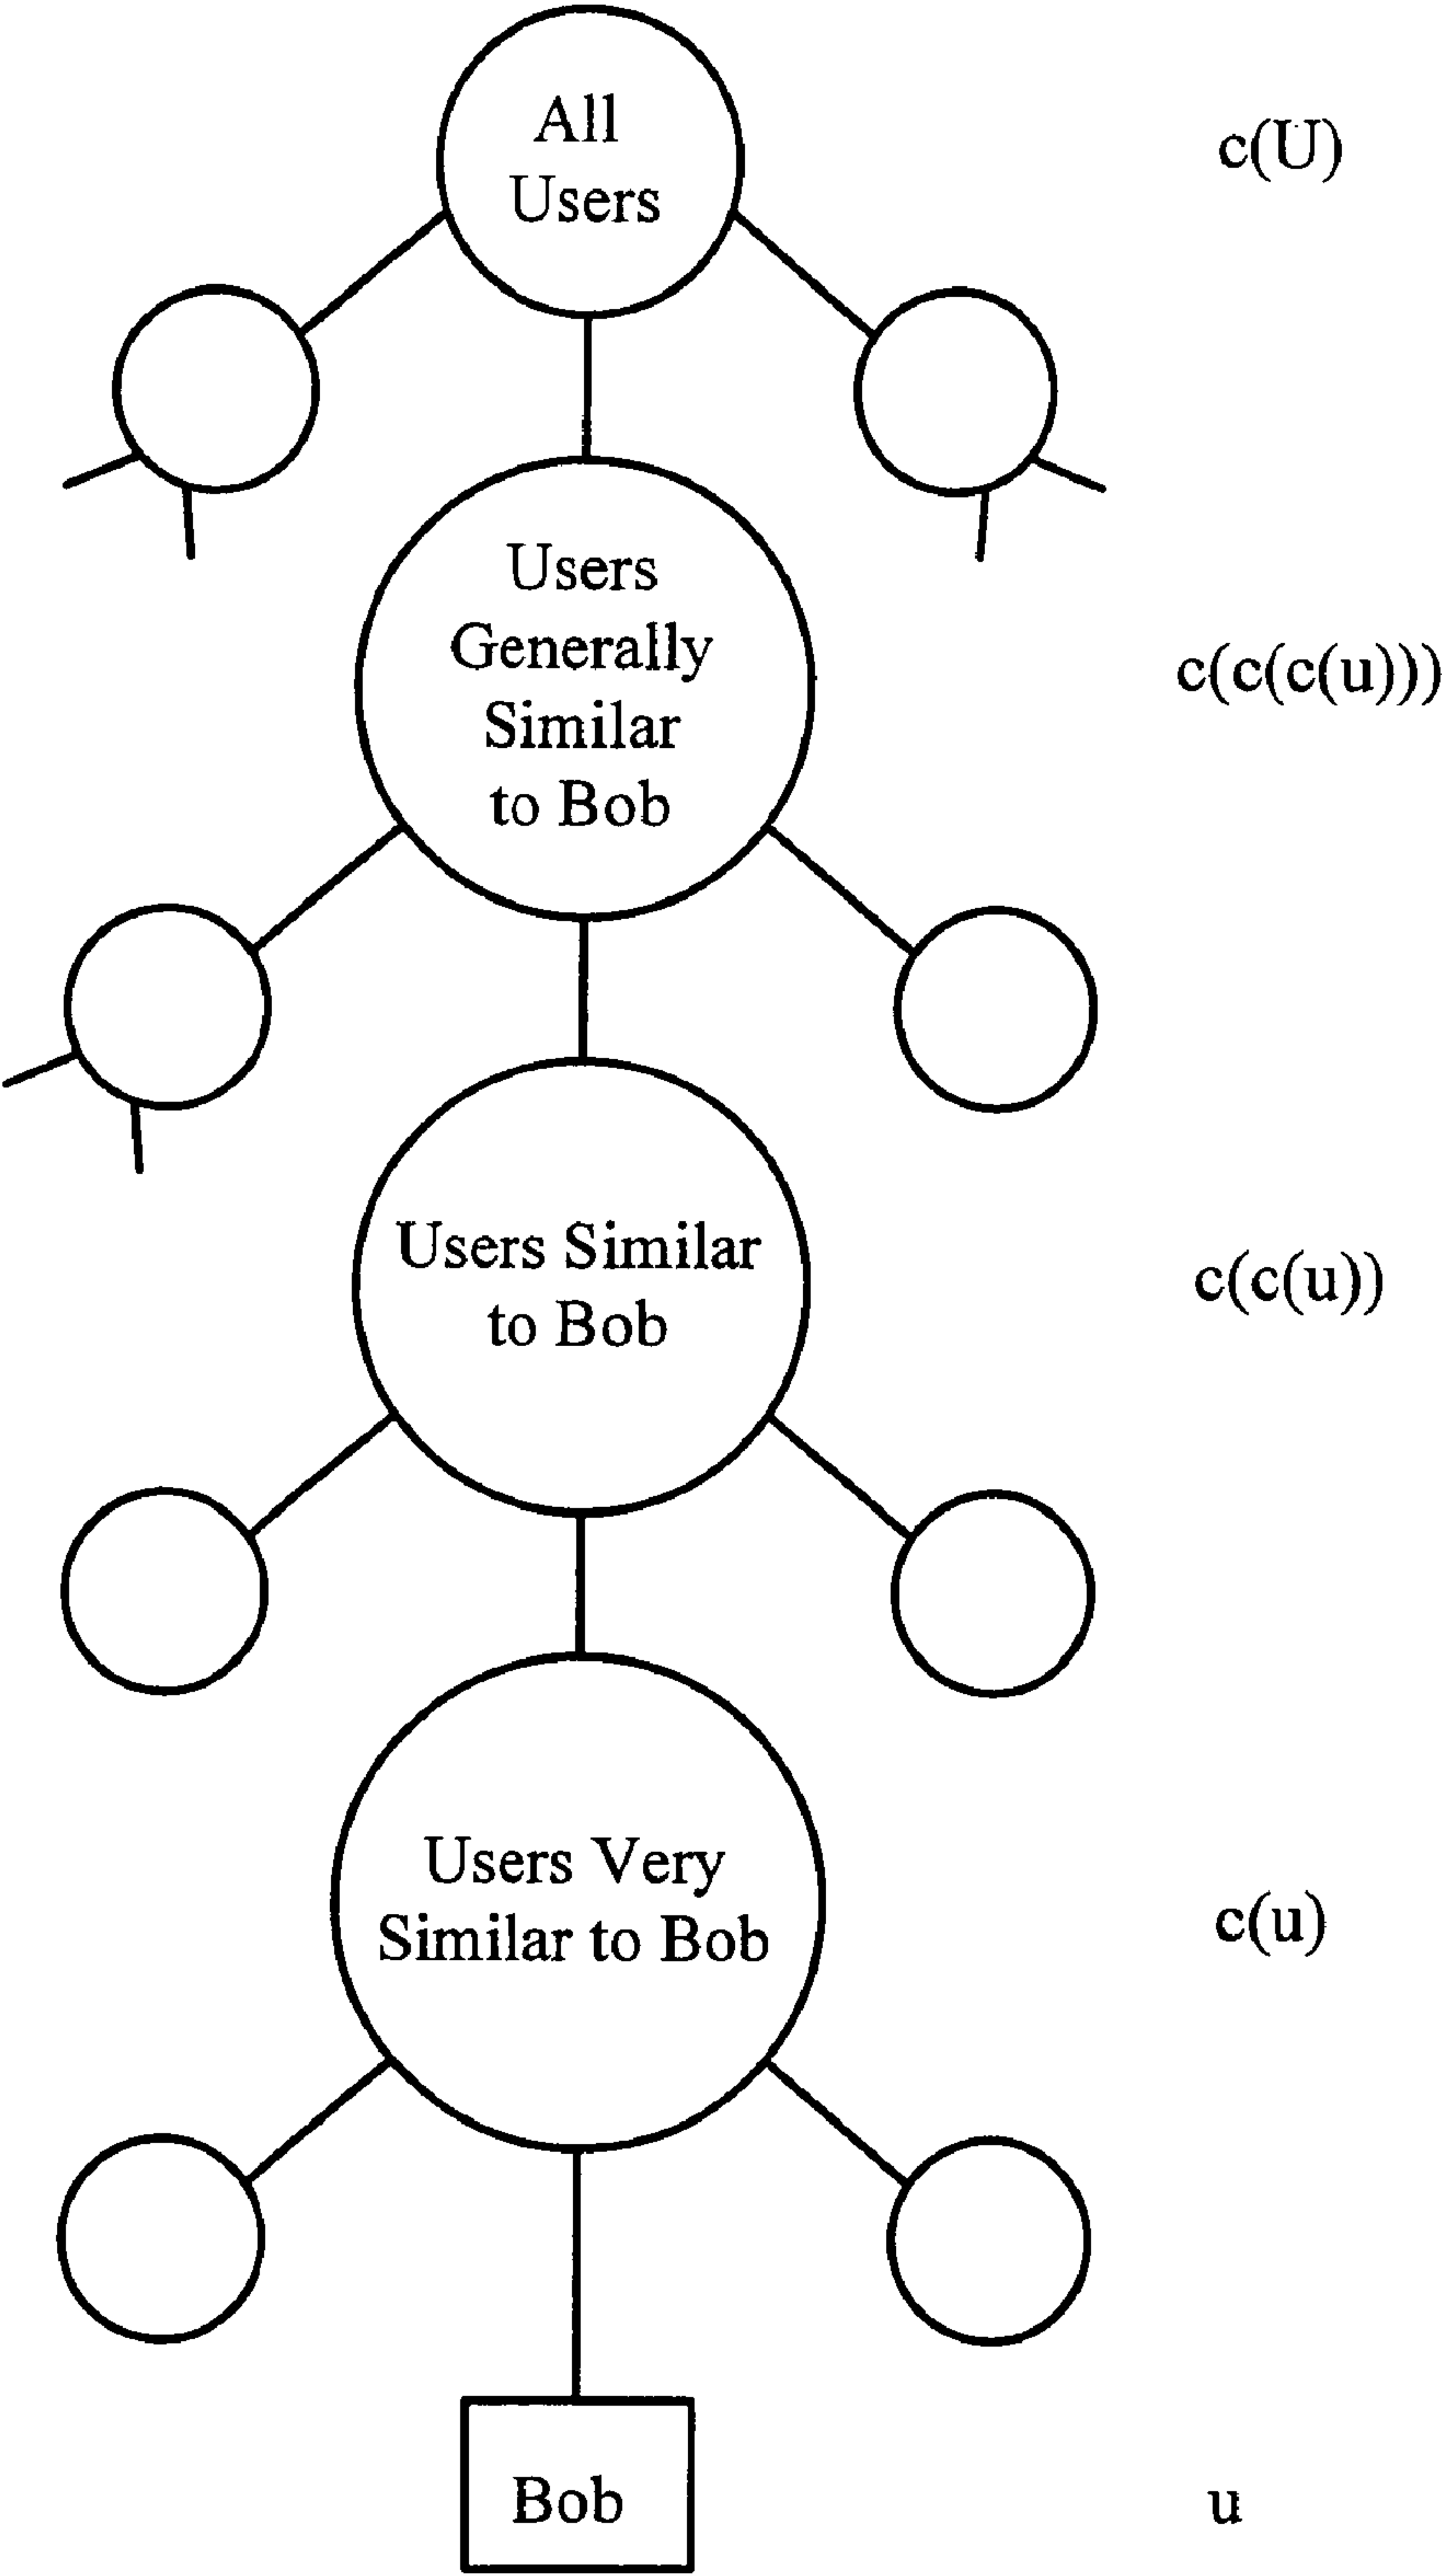 All
Users
c(U)
Users
Generally
Similar
to Bob
c(c(c(u)))
Users Similar
to Bob
c(c(u))
Users Very
Similar to Bob
c(u)
Bob
u